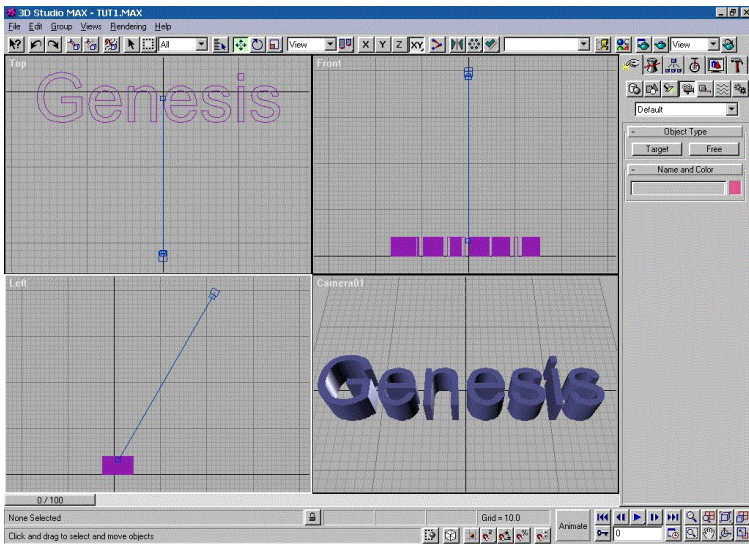 3D Studio MAX - TUT1.MAX
File Edit Group Views Rendering Help
All View X Y Z XY View
Top
Genesis
Front
Default
Object Type
Target Free
Name and Color
Left
Camera01
Genesis
0 / 100
None Selected Grid = 10.0
Animate
0
Click and drag to select and move objects